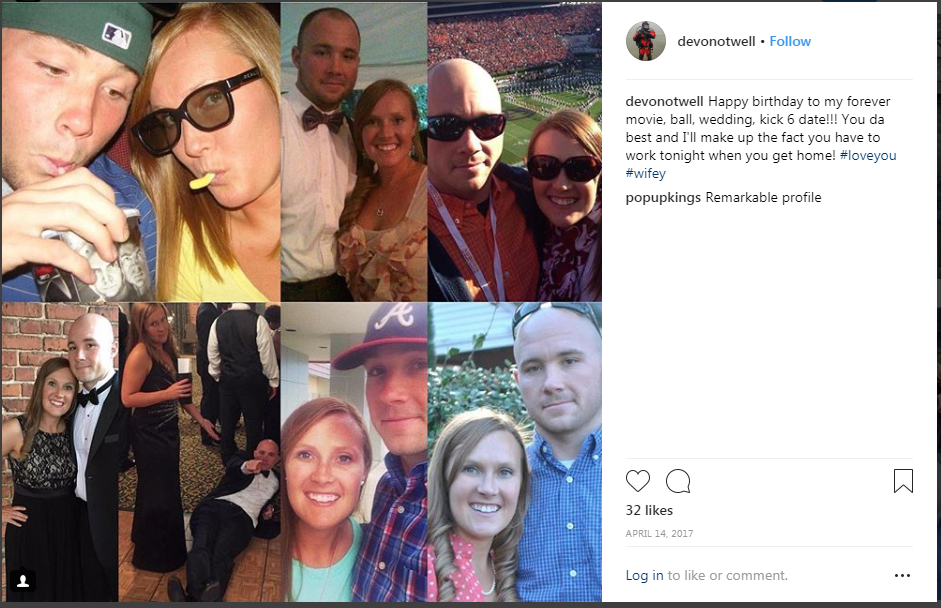 devonotwell • Follow
devonotwell Happy birthday to my forever
movie, ball, wedding, kick 6 date!!! You da
best and I'll make up the fact you have to
work tonight when you get home! #loveyou
#wifey
popupkings Remarkable profile
A
32 likes
APRIL 14, 2017
Log in to like or comment.